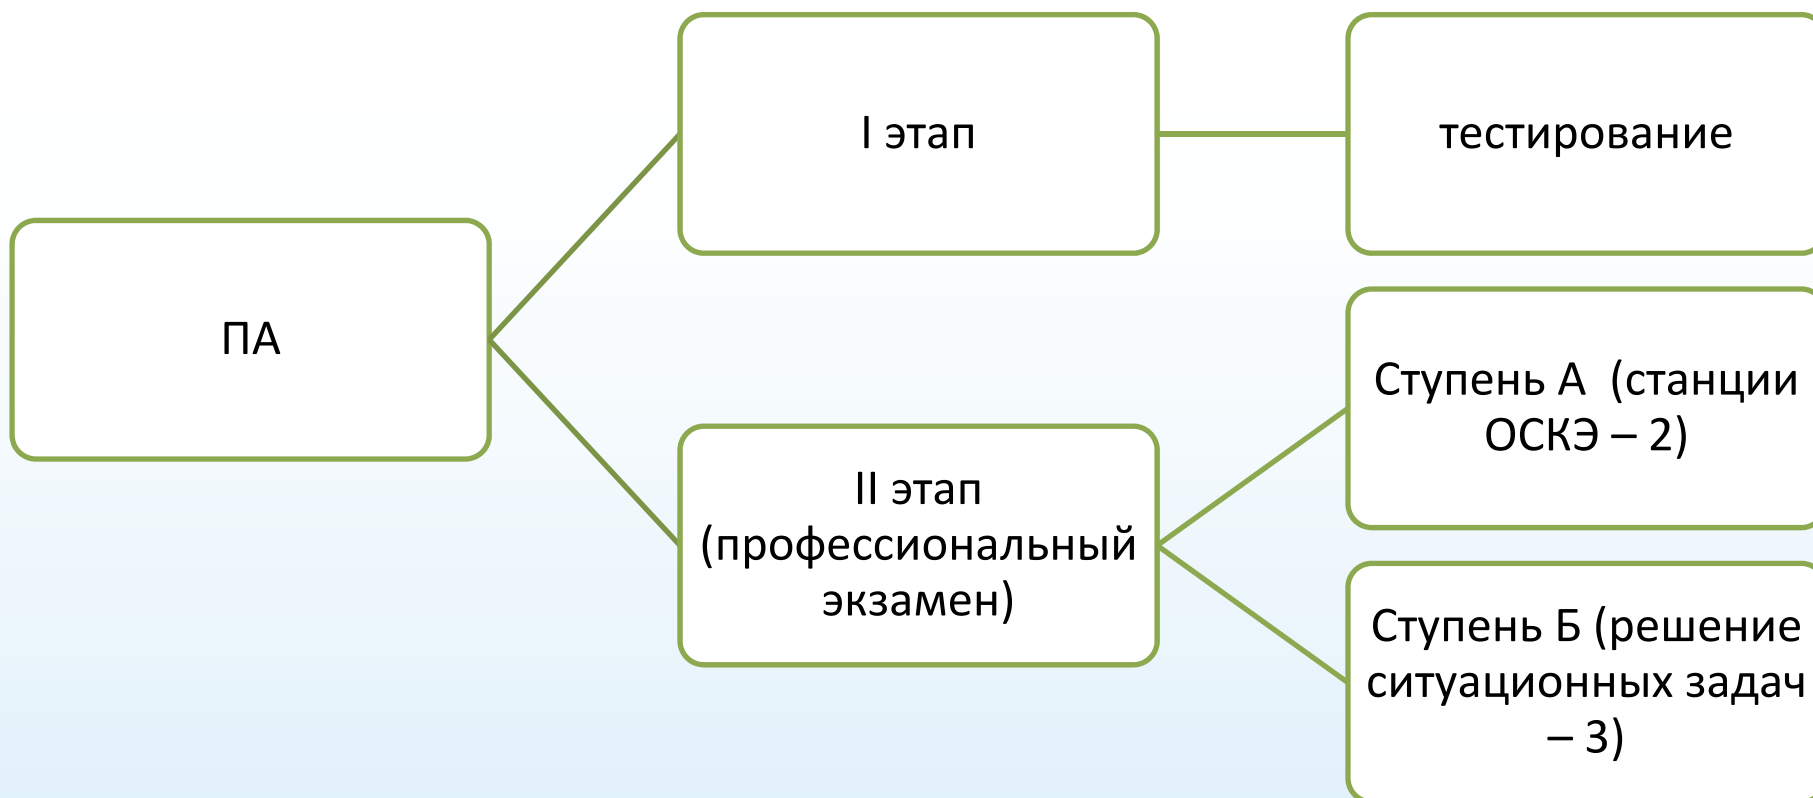 ПА
I этап
тестирование
II этап
(профессиональный
экзамен)
Ступень А (станции
ОСКЭ – 2)
Ступень Б (решение
ситуационных задач
– 3)